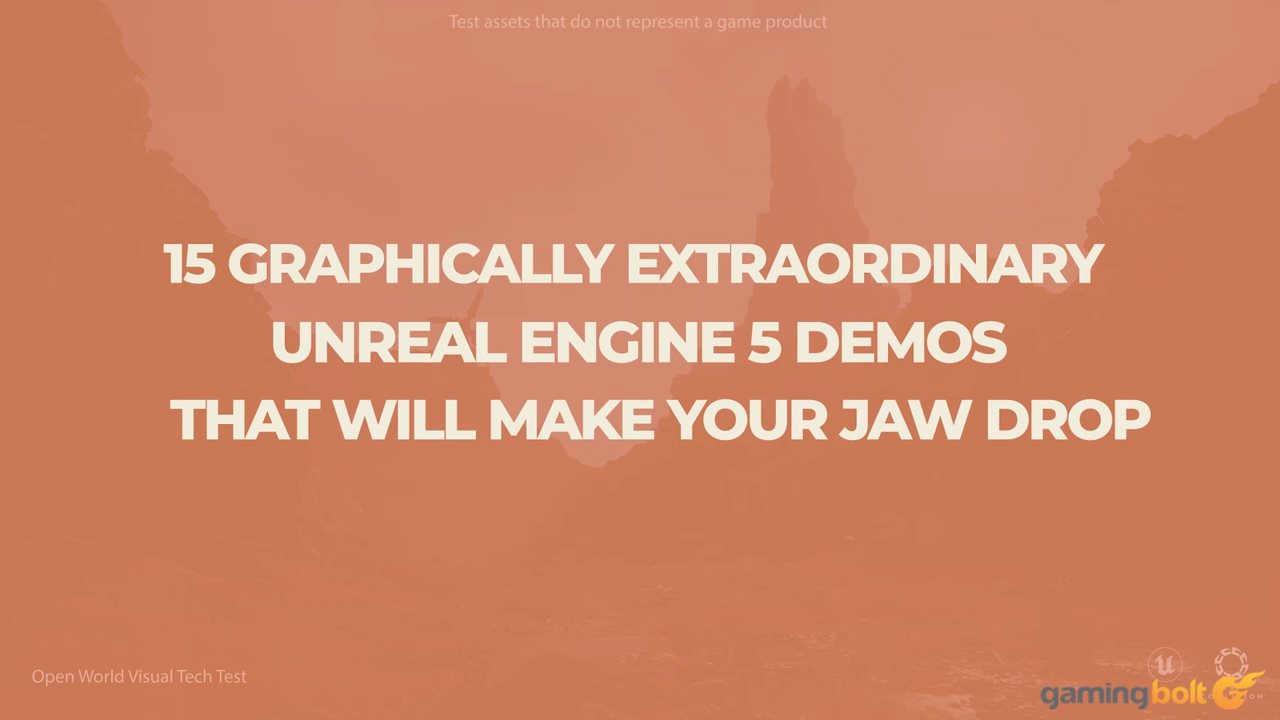 Test assets that do not represent a game product
15 GRAPHICALLY EXTRAORDINARY
UNREAL ENGINE 5 DEMOS
THAT WILL MAKE YOUR JAW DROP
Open World Visual Tech Test
gamingbolt